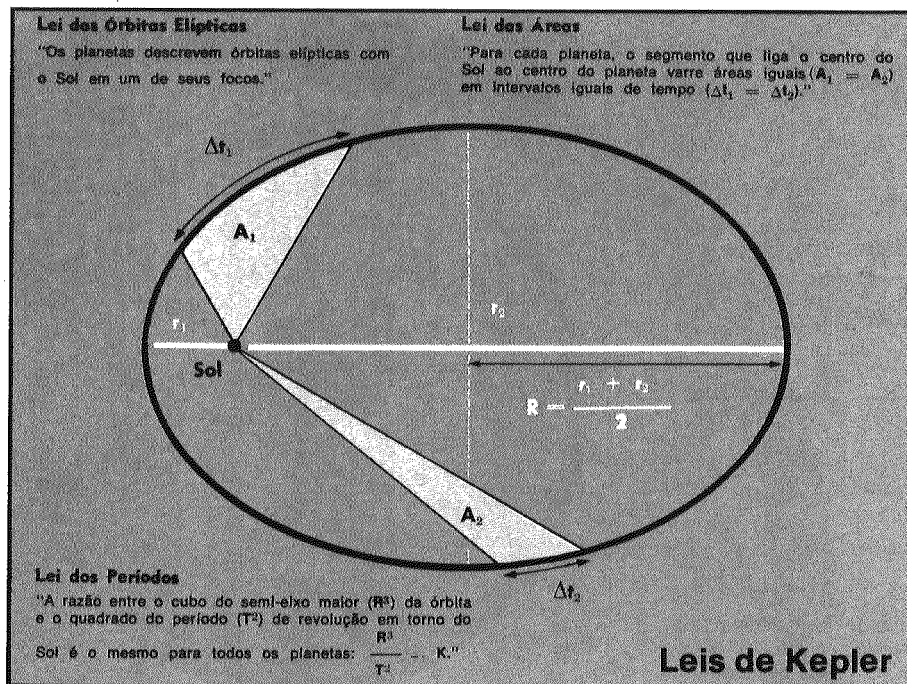 Lei das Órbitas Elípticas
"Os planetas descrevem órbitas elípticas com
o Sol em um de seus focos."
Lei das Áreas
"Para cada planeta, o segmento que liga o centro do
Sol ao centro do planeta varre áreas iguais (A₁ = A₂)
em intervalos iguais de tempo (Δt₁ = Δt₂)."
Δt₁
A₁
r₁
r₂
Sol
R = r₁ + r₂
2
A₂
Δt₂
Lei dos Períodos
"A razão entre o cubo do semi-eixo maior (R³) da órbita
e o quadrado do período (T²) de revolução em torno do
Sol é o mesmo para todos os planetas: R³
T² = K."
Leis de Kepler